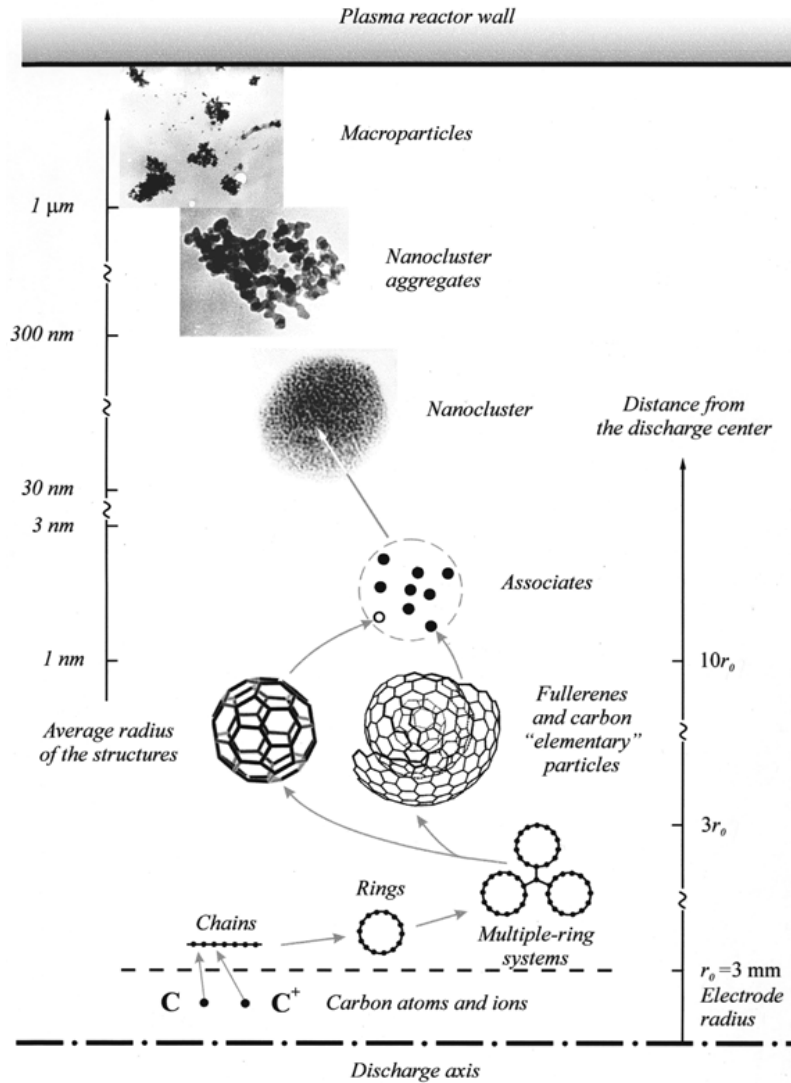 Plasma reactor wall
Macroparticles
1 μm
Nanocluster
aggregates
300 nm
Nanocluster
Distance from
the discharge center
30 nm
3 nm
Associates
1 nm
10r₀
Average radius
of the structures
Fullerenes
and carbon
“elementary”
particles
3r₀
Rings
Chains
Multiple-ring
systems
r₀ =3 mm
Electrode
radius
C
C⁺
Carbon atoms and ions
Discharge axis